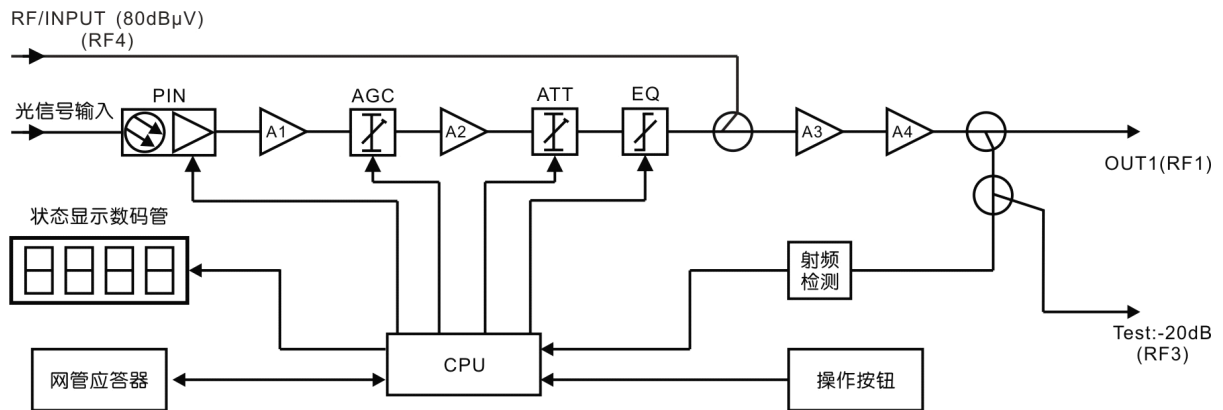 RF/INPUT (80dBμV)
(RF4)
光信号输入
PIN
A1
AGC
A2
ATT
EQ
A3
A4
OUT1(RF1)
状态显示数码管
射频
检测
Test:-20dB
(RF3)
网管应答器
CPU
操作按钮